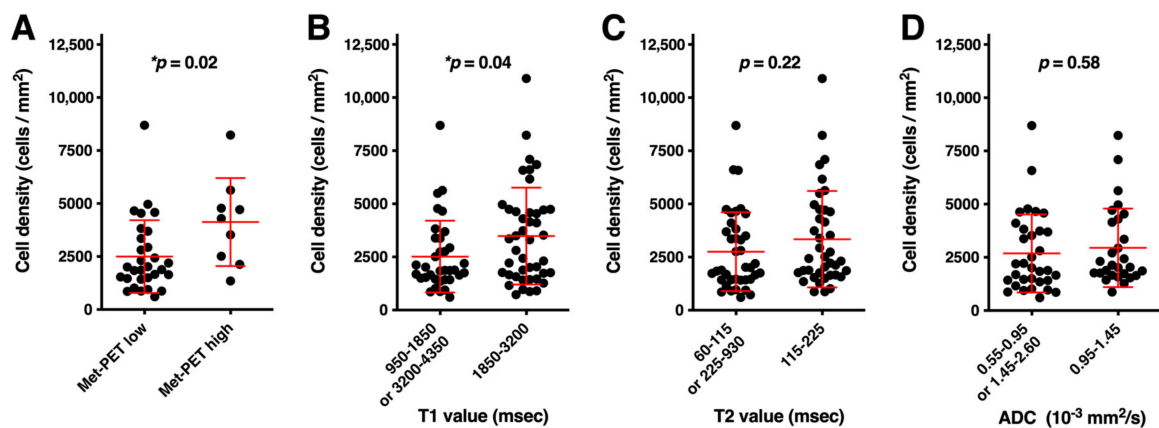 A
Cell density (cells / mm²)
12,500
10,000
7500
5000
2500
0
*p = 0.02
Met-PET low
Met-PET high
B
Cell density (cells / mm²)
12,500
10,000
7500
5000
2500
0
*p = 0.04
950-1850
or 3200-4350
1850-3200
T1 value (msec)
C
Cell density (cells / mm²)
12,500
10,000
7500
5000
2500
0
p = 0.22
60-115
or 225-930
115-225
T2 value (msec)
D
Cell density (cells / mm²)
12,500
10,000
7500
5000
2500
0
p = 0.58
0.55-0.95
or 1.45-2.60
0.95-1.45
ADC (10⁻³ mm²/s)